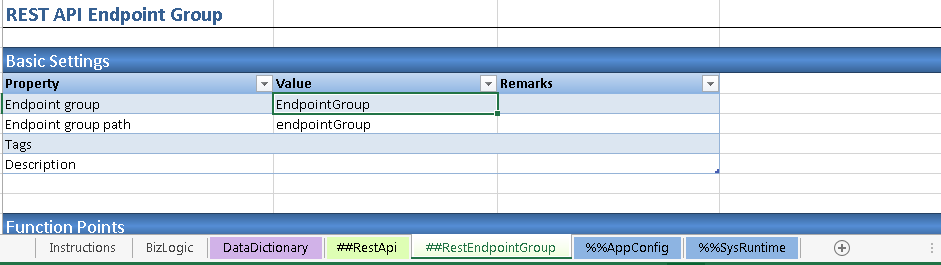 REST API Endpoint Group
Basic Settings
Property Value Remarks
Endpoint group EndpointGroup
Endpoint group path endpointGroup
Tags
Description
Function Points
Instructions BizLogic DataDictionary ##RestApi ##RestEndpointGroup %%AppConfig %%SysRuntime